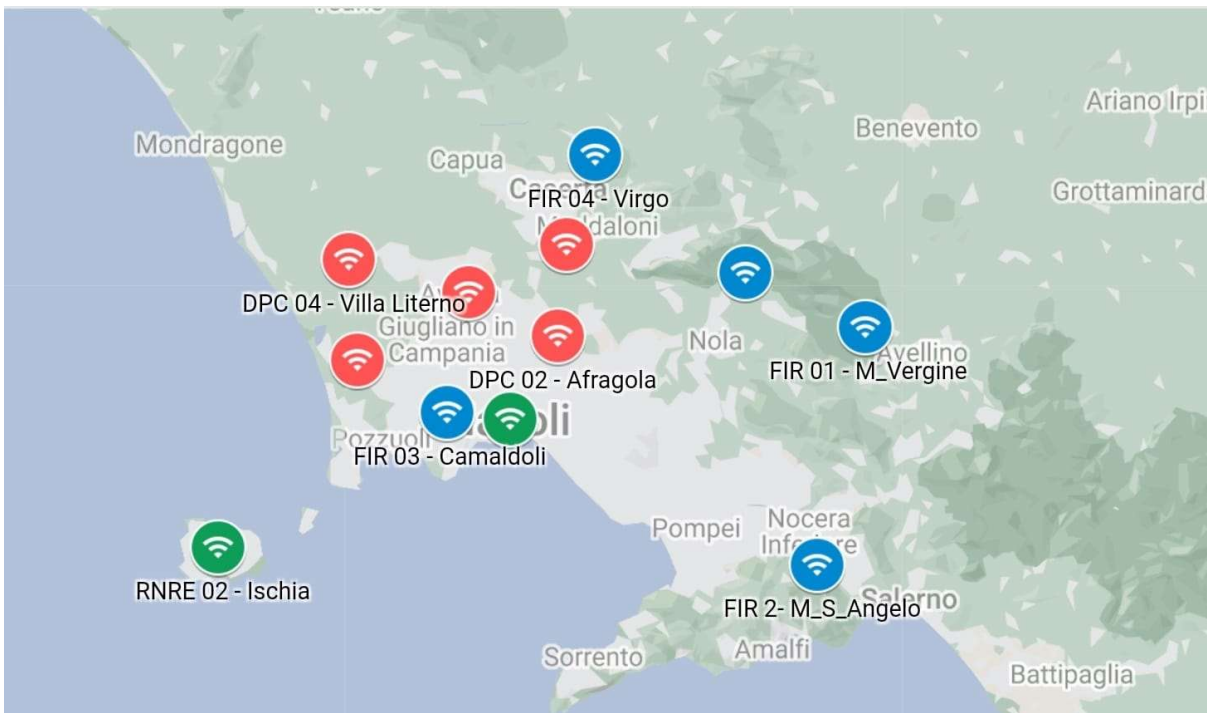 Ariano Irpi
Mondragone
Benevento
Capua
Caserta
Grottaminard
FIR 04 - Virgo
Maddaloni
DPC 04 - Villa Literno
Giugliano in
Campania
Nola
Avellino
FIR 01 - M_Vergine
DPC 02 - Afragola
Pozzuoli
FIR 03 - Camaldoli
Pompei
Nocera
Inferiore
RNRE 02 - Ischia
FIR 2- M_S_Angelo
Salerno
Sorrento
Amalfi
Battipaglia